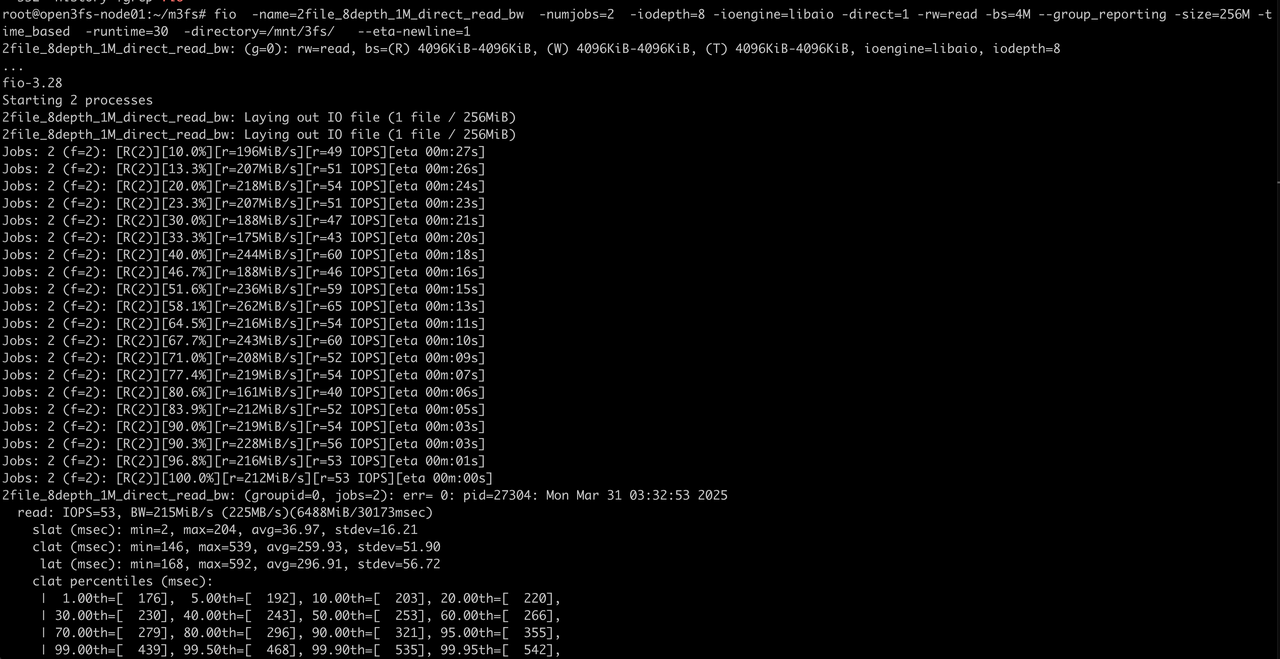 root@open3fs-node01:~/m3fs# fio  -name=2file_8depth_1M_direct_read_bw  -numjobs=2  -iodepth=8 -ioengine=libaio -direct=1 -rw=read -bs=4M --group_reporting -size=256M -t
ime_based  -runtime=30  -directory=/mnt/3fs/   --eta-newline=1
2file_8depth_1M_direct_read_bw: (g=0): rw=read, bs=(R) 4096KiB-4096KiB, (W) 4096KiB-4096KiB, (T) 4096KiB-4096KiB, ioengine=libaio, iodepth=8
...
fio-3.28
Starting 2 processes
2file_8depth_1M_direct_read_bw: Laying out IO file (1 file / 256MiB)
2file_8depth_1M_direct_read_bw: Laying out IO file (1 file / 256MiB)
Jobs: 2 (f=2): [R(2)][10.0%][r=196MiB/s][r=49 IOPS][eta 00m:27s]
Jobs: 2 (f=2): [R(2)][13.3%][r=207MiB/s][r=51 IOPS][eta 00m:26s]
Jobs: 2 (f=2): [R(2)][20.0%][r=218MiB/s][r=54 IOPS][eta 00m:24s]
Jobs: 2 (f=2): [R(2)][23.3%][r=207MiB/s][r=51 IOPS][eta 00m:23s]
Jobs: 2 (f=2): [R(2)][30.0%][r=188MiB/s][r=47 IOPS][eta 00m:21s]
Jobs: 2 (f=2): [R(2)][33.3%][r=175MiB/s][r=43 IOPS][eta 00m:20s]
Jobs: 2 (f=2): [R(2)][40.0%][r=244MiB/s][r=60 IOPS][eta 00m:18s]
Jobs: 2 (f=2): [R(2)][46.7%][r=188MiB/s][r=46 IOPS][eta 00m:16s]
Jobs: 2 (f=2): [R(2)][51.6%][r=236MiB/s][r=59 IOPS][eta 00m:15s]
Jobs: 2 (f=2): [R(2)][58.1%][r=262MiB/s][r=65 IOPS][eta 00m:13s]
Jobs: 2 (f=2): [R(2)][64.5%][r=216MiB/s][r=54 IOPS][eta 00m:11s]
Jobs: 2 (f=2): [R(2)][67.7%][r=243MiB/s][r=60 IOPS][eta 00m:10s]
Jobs: 2 (f=2): [R(2)][71.0%][r=208MiB/s][r=52 IOPS][eta 00m:09s]
Jobs: 2 (f=2): [R(2)][77.4%][r=219MiB/s][r=54 IOPS][eta 00m:07s]
Jobs: 2 (f=2): [R(2)][80.6%][r=161MiB/s][r=40 IOPS][eta 00m:06s]
Jobs: 2 (f=2): [R(2)][83.9%][r=212MiB/s][r=52 IOPS][eta 00m:05s]
Jobs: 2 (f=2): [R(2)][90.0%][r=219MiB/s][r=54 IOPS][eta 00m:03s]
Jobs: 2 (f=2): [R(2)][90.3%][r=228MiB/s][r=56 IOPS][eta 00m:03s]
Jobs: 2 (f=2): [R(2)][96.8%][r=216MiB/s][r=53 IOPS][eta 00m:01s]
Jobs: 2 (f=2): [R(2)][100.0%][r=212MiB/s][r=53 IOPS][eta 00m:00s]
2file_8depth_1M_direct_read_bw: (groupid=0, jobs=2): err= 0: pid=27304: Mon Mar 31 03:32:53 2025
  read: IOPS=53, BW=215MiB/s (225MB/s)(6488MiB/30173msec)
    slat (msec): min=2, max=204, avg=36.97, stdev=16.21
    clat (msec): min=146, max=539, avg=259.93, stdev=51.90
     lat (msec): min=168, max=592, avg=296.91, stdev=56.72
    clat percentiles (msec):
     |  1.00th=[  176],  5.00th=[  192], 10.00th=[  203], 20.00th=[  220],
     | 30.00th=[  230], 40.00th=[  243], 50.00th=[  253], 60.00th=[  266],
     | 70.00th=[  279], 80.00th=[  296], 90.00th=[  321], 95.00th=[  355],
     | 99.00th=[  439], 99.50th=[  468], 99.90th=[  535], 99.95th=[  542],